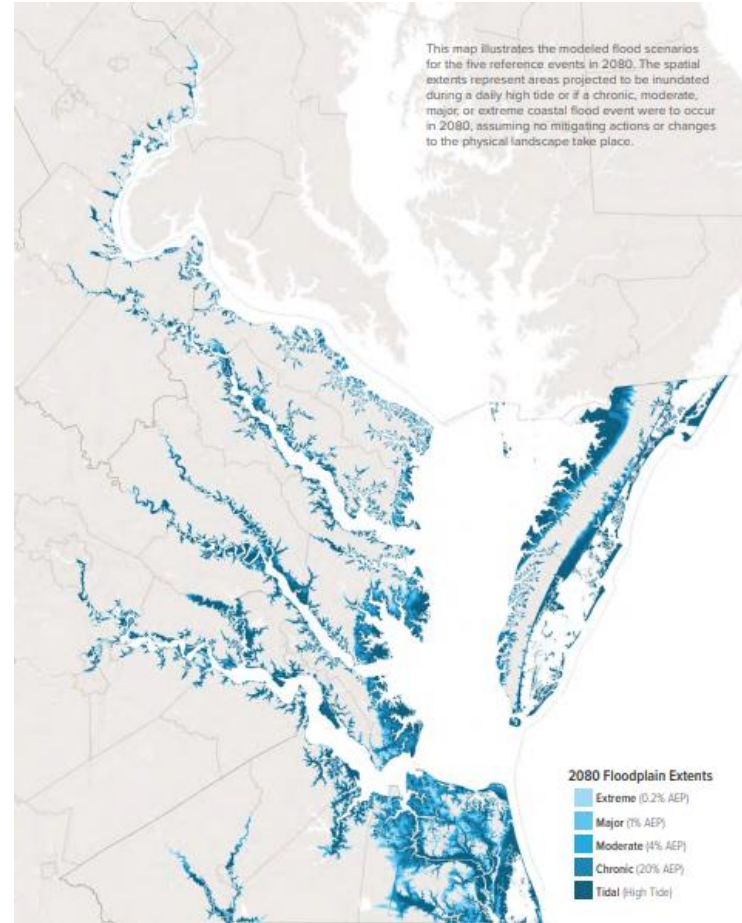 This map illustrates the modeled flood scenarios
for the five reference events in 2080. The spatial
extents represent areas projected to be inundated
during a daily high tide or if a chronic, moderate,
major, or extreme coastal flood event were to occur
in 2080, assuming no mitigating actions or changes
to the physical landscape take place.
2080 Floodplain Extents
Extreme (0.2% AEP)
Major (1% AEP)
Moderate (4% AEP)
Chronic (20% AEP)
Tidal (High Tide)